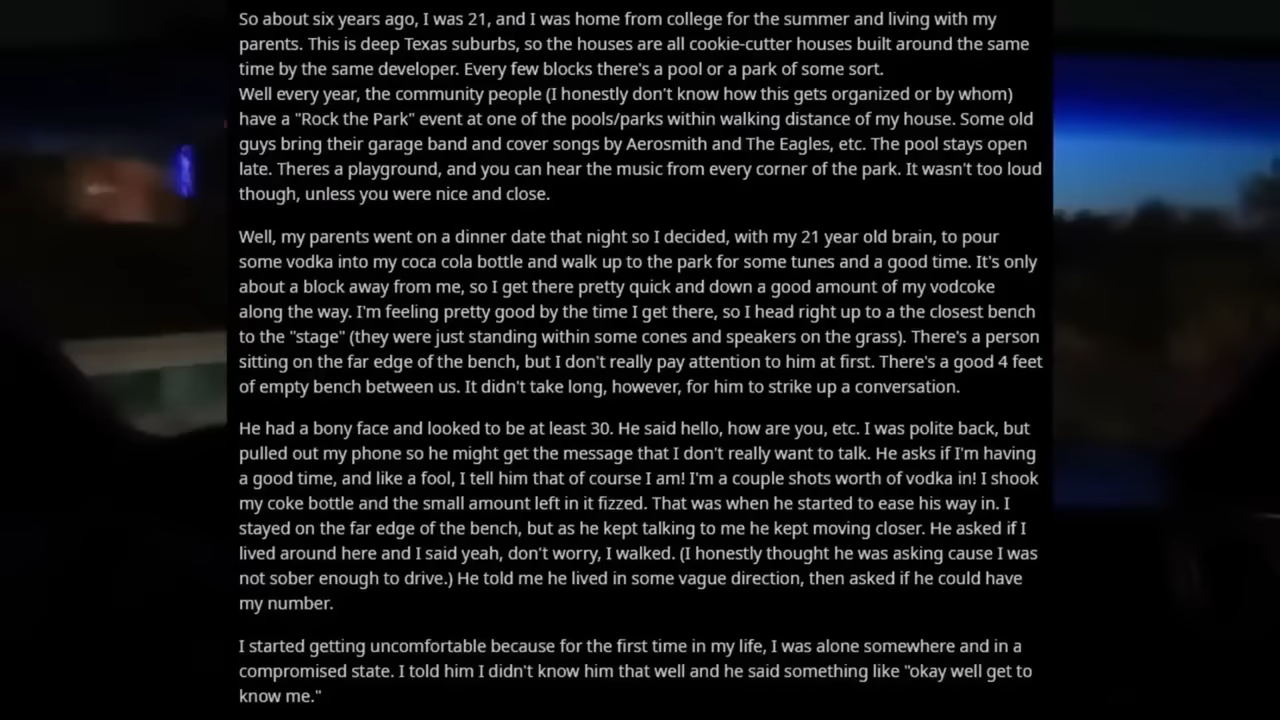 So about six years ago, I was 21, and I was home from college for the summer and living with my
parents. This is deep Texas suburbs, so the houses are all cookie-cutter houses built around the same
time by the same developer. Every few blocks there's a pool or a park of some sort.
Well every year, the community people (I honestly don't know how this gets organized or by whom)
have a "Rock the Park" event at one of the pools/parks within walking distance of my house. Some old
guys bring their garage band and cover songs by Aerosmith and The Eagles, etc. The pool stays open
late. Theres a playground, and you can hear the music from every corner of the park. It wasn't too loud
though, unless you were nice and close.
Well, my parents went on a dinner date that night so I decided, with my 21 year old brain, to pour
some vodka into my coca cola bottle and walk up to the park for some tunes and a good time. It's only
about a block away from me, so I get there pretty quick and down a good amount of my vodcoke
along the way. I'm feeling pretty good by the time I get there, so I head right up to a the closest bench
to the "stage" (they were just standing within some cones and speakers on the grass). There's a person
sitting on the far edge of the bench, but I don't really pay attention to him at first. There's a good 4 feet
of empty bench between us. It didn't take long, however, for him to strike up a conversation.
He had a bony face and looked to be at least 30. He said hello, how are you, etc. I was polite back, but
pulled out my phone so he might get the message that I don't really want to talk. He asks if I'm having
a good time, and like a fool, I tell him that of course I am! I'm a couple shots worth of vodka in! I shook
my coke bottle and the small amount left in it fizzed. That was when he started to ease his way in. I
stayed on the far edge of the bench, but as he kept talking to me he kept moving closer. He asked if I
lived around here and I said yeah, don't worry, I walked. (I honestly thought he was asking cause I was
not sober enough to drive.) He told me he lived in some vague direction, then asked if he could have
my number.
I started getting uncomfortable because for the first time in my life, I was alone somewhere and in a
compromised state. I told him I didn't know him that well and he said something like "okay well get to
know me."